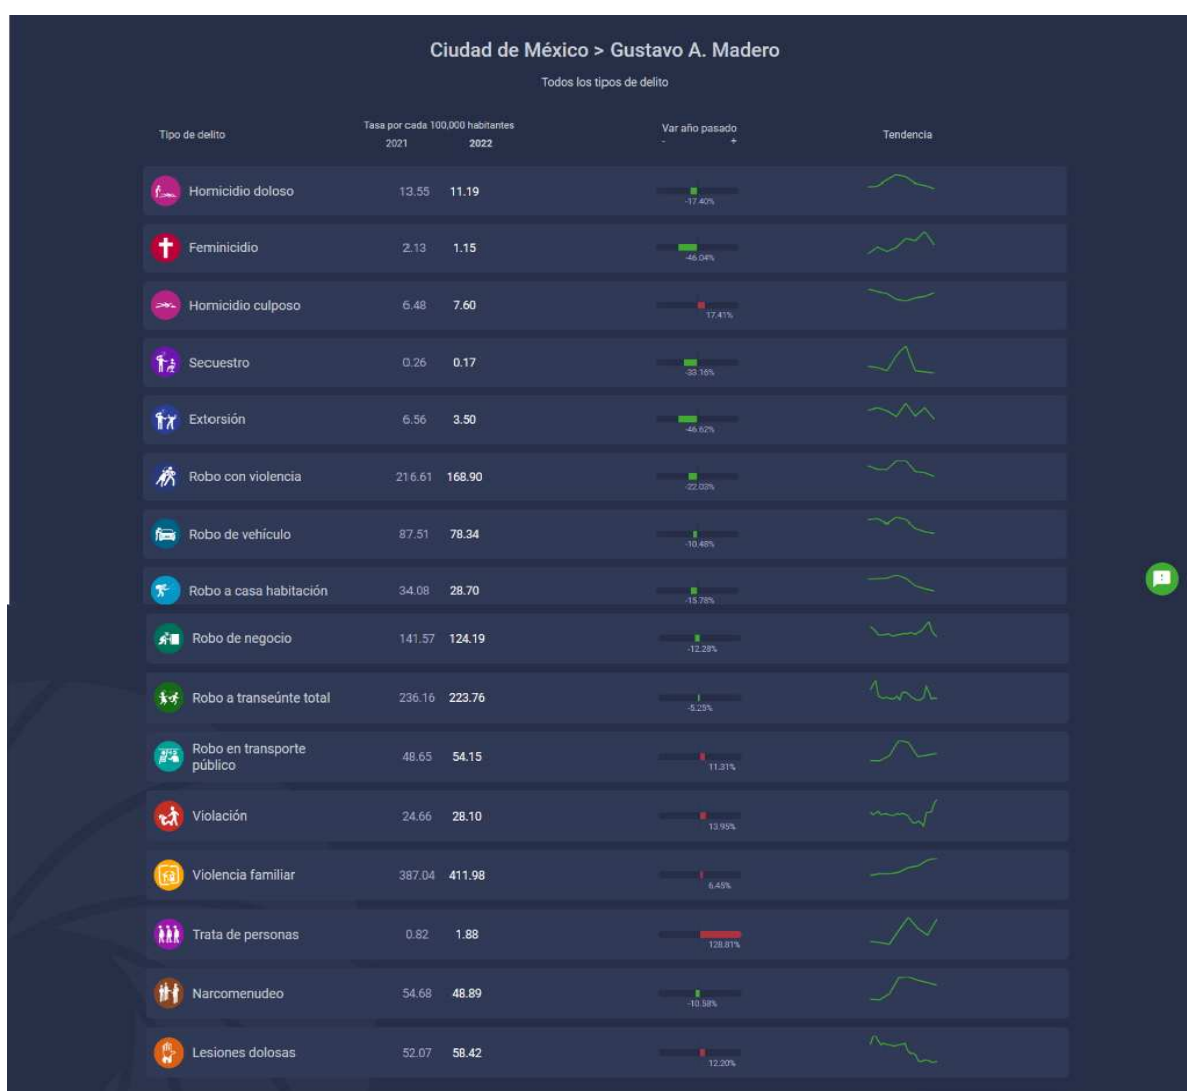 Ciudad de México > Gustavo A. Madero
Todos los tipos de delito
Tipo de delito Tasa por cada 100,000 habitantes Var año pasado Tendencia
2021 2022 - +
Homicidio doloso 13.55 11.19 -17.40%
Feminicidio 2.13 1.15 -46.04%
Homicidio culposo 6.48 7.60 17.41%
Secuestro 0.26 0.17 -33.16%
Extorsión 6.56 3.50 -46.62%
Robo con violencia 216.61 168.90 -22.03%
Robo de vehículo 87.51 78.34 -10.48%
Robo a casa habitación 34.08 28.70 -15.78%
Robo de negocio 141.57 124.19 -12.28%
Robo a transeúnte total 236.16 223.76 -5.25%
Robo en transporte
público 48.65 54.15 11.31%
Violación 24.66 28.10 13.95%
Violencia familiar 387.04 411.98 6.45%
Trata de personas 0.82 1.88 128.81%
Narcomenudeo 54.68 48.89 -10.58%
Lesiones dolosas 52.07 58.42 12.20%